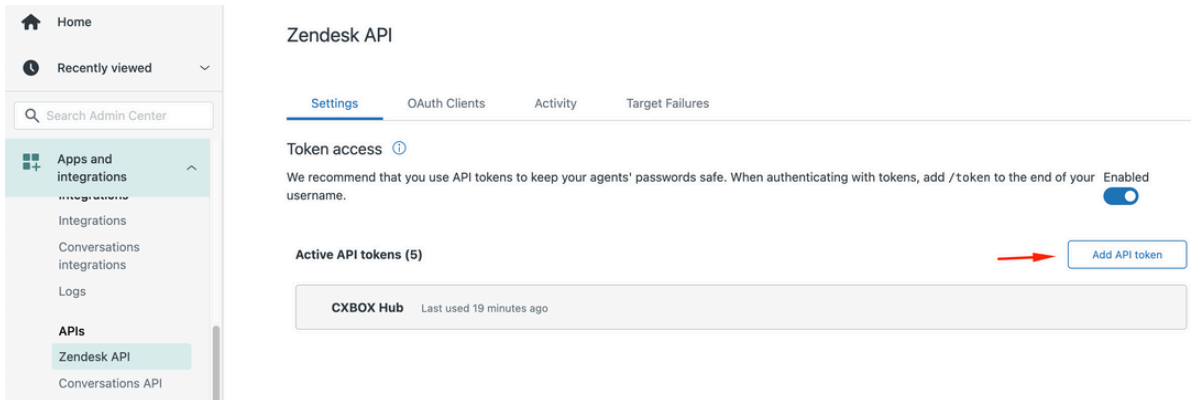 Home
Recently viewed
Search Admin Center
Apps and
integrations
Integrations
Integrations
Conversations
integrations
Logs
APIs
Zendesk API
Conversations API
Zendesk API
Settings OAuth Clients Activity Target Failures
Token access
We recommend that you use API tokens to keep your agents' passwords safe. When authenticating with tokens, add /token to the end of your
username.
Enabled
Active API tokens (5)
Add API token
CXBOX Hub Last used 19 minutes ago